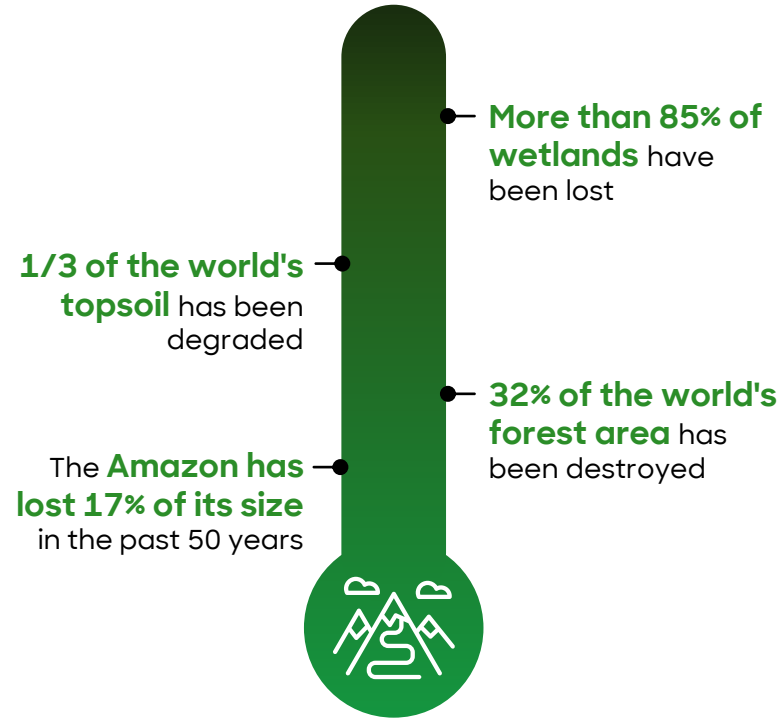 More than 85% of
wetlands have
been lost
1/3 of the world's
topsoil has been
degraded
32% of the world's
forest area has
been destroyed
The Amazon has
lost 17% of its size
in the past 50 years